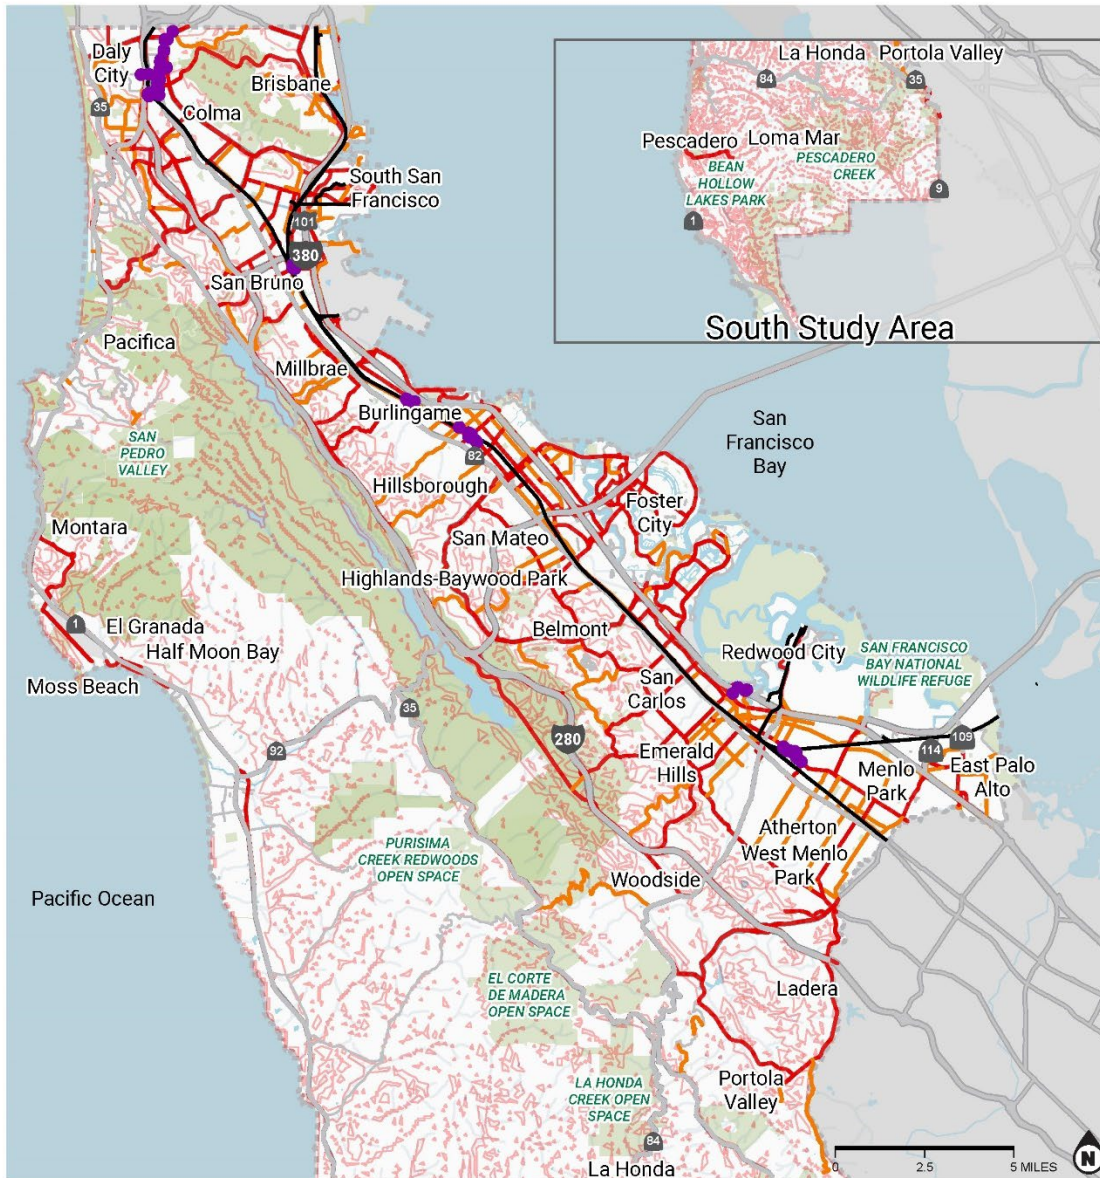 Daly
City
Brisbane
35
Colma
South San
Francisco
101
380
San Bruno
La Honda
Portola Valley
84
35
Pescadero
Loma Mar
BEAN
HOLLOW
LAKES PARK
PESCADERO
CREEK
9
1
South Study Area
Pacifica
Millbrae
Burlingame
82
San
Francisco
Bay
SAN
PEDRO
VALLEY
Hillsborough
Foster
City
Montara
San Mateo
Highlands-Baywood Park
1
El Granada
Half Moon Bay
Belmont
Redwood City
SAN FRANCISCO
BAY NATIONAL
WILDLIFE REFUGE
Moss Beach
San
Carlos
35
92
280
109
114
Emerald
Hills
Menlo
Park
East Palo
Alto
Atherton
West Menlo
Park
PURISIMA
CREEK REDWOODS
OPEN SPACE
Woodside
Pacific Ocean
EL CORTE
DE MADERA
OPEN SPACE
Ladera
LA HONDA
CREEK OPEN
SPACE
Portola
Valley
84
La Honda
0
2.5
5 MILES
N